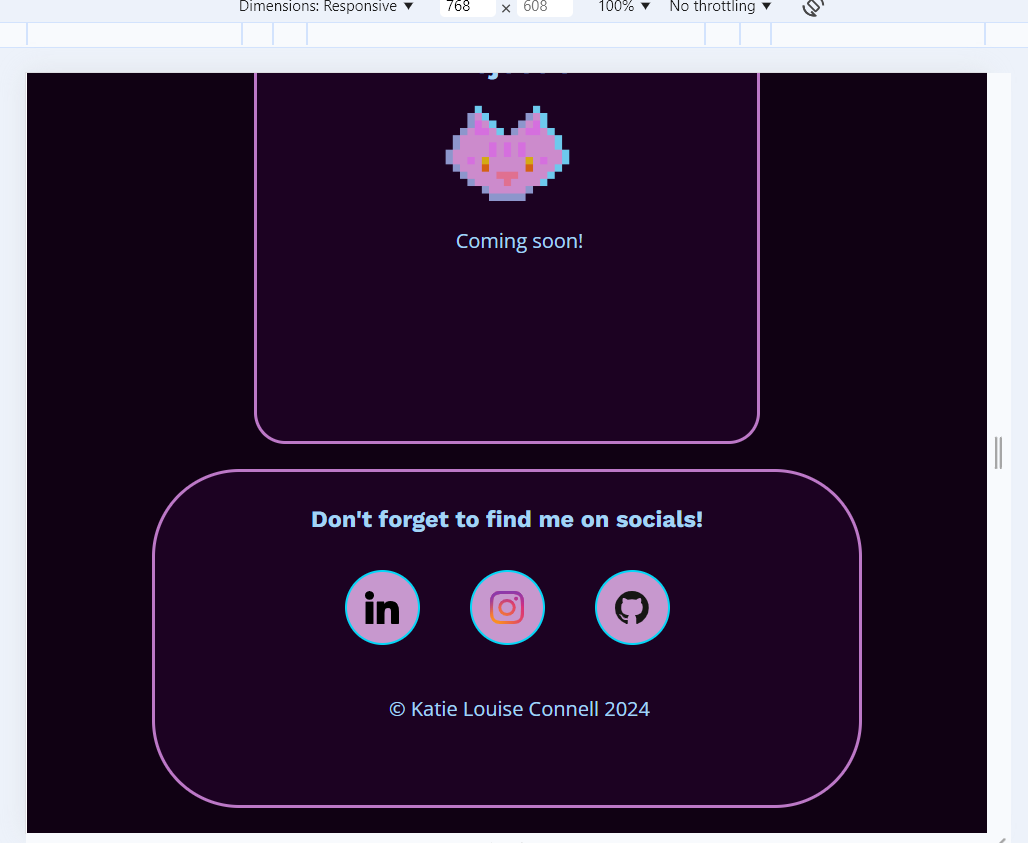 Dimensions: Responsive ▼ 768 × 608 100% ▼ No throttling ▼
Coming soon!
Don't forget to find me on socials!
in
© Katie Louise Connell 2024